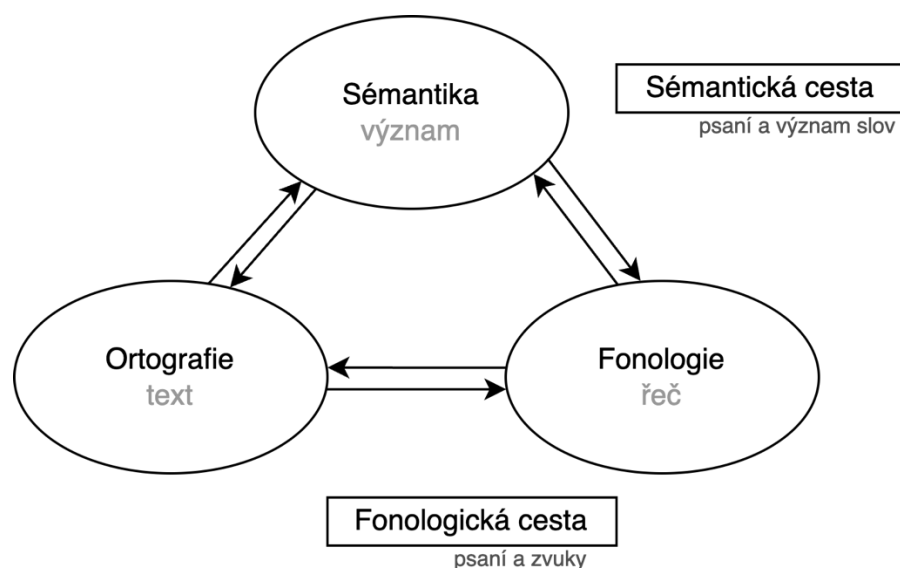 Sémantika
význam
Sémantická cesta
psaní a význam slov
Ortografie
text
Fonologie
řeč
Fonologická cesta
psaní a zvuky